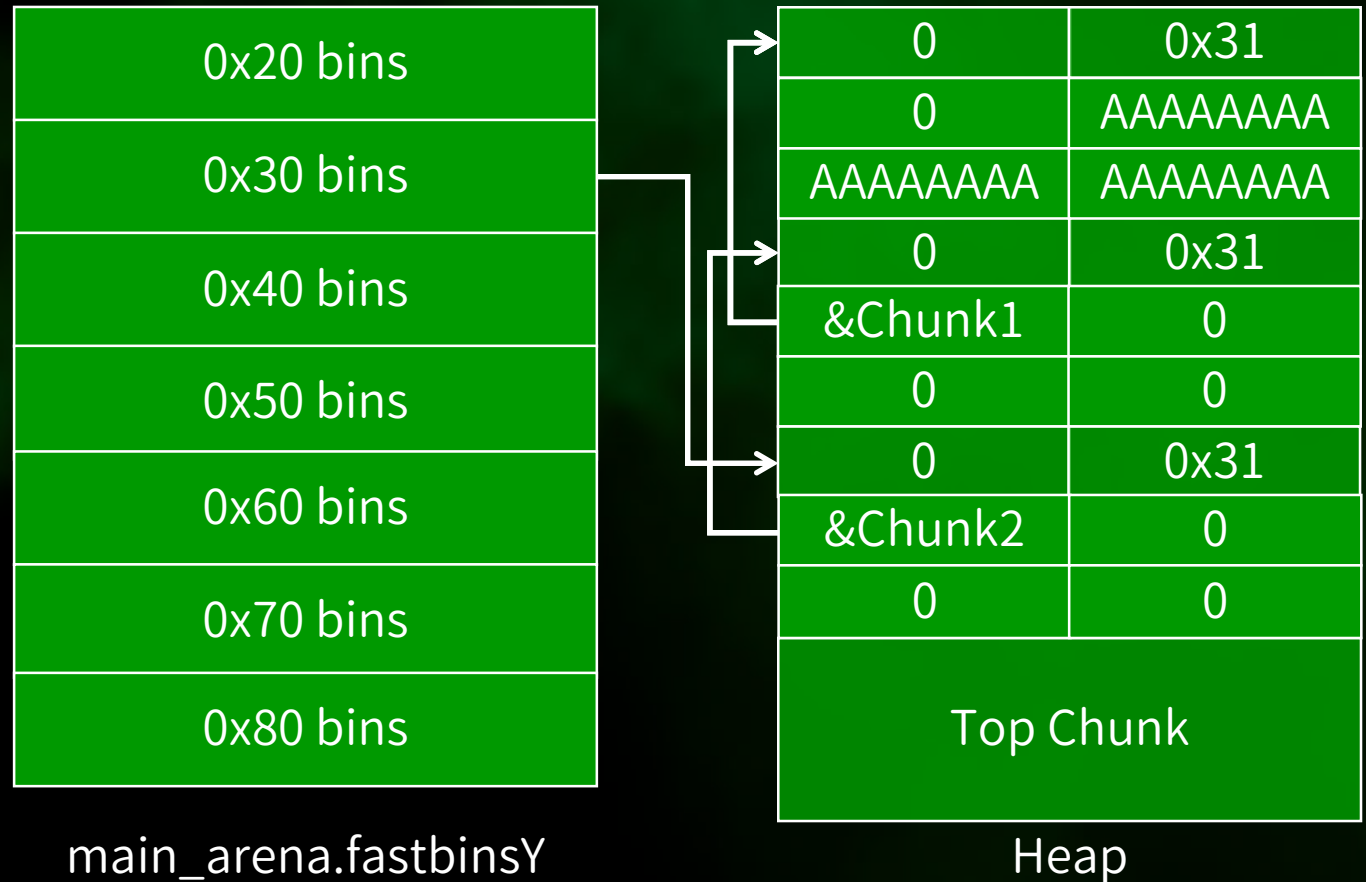 0x20 bins
0x30 bins
0x40 bins
0x50 bins
0x60 bins
0x70 bins
0x80 bins
main_arena.fastbinsY
0 0x31
0 AAAAAAAA
AAAAAAAA AAAAAAAA
0 0x31
&Chunk1 0
0 0
0 0x31
&Chunk2 0
0 0
Top Chunk
Heap